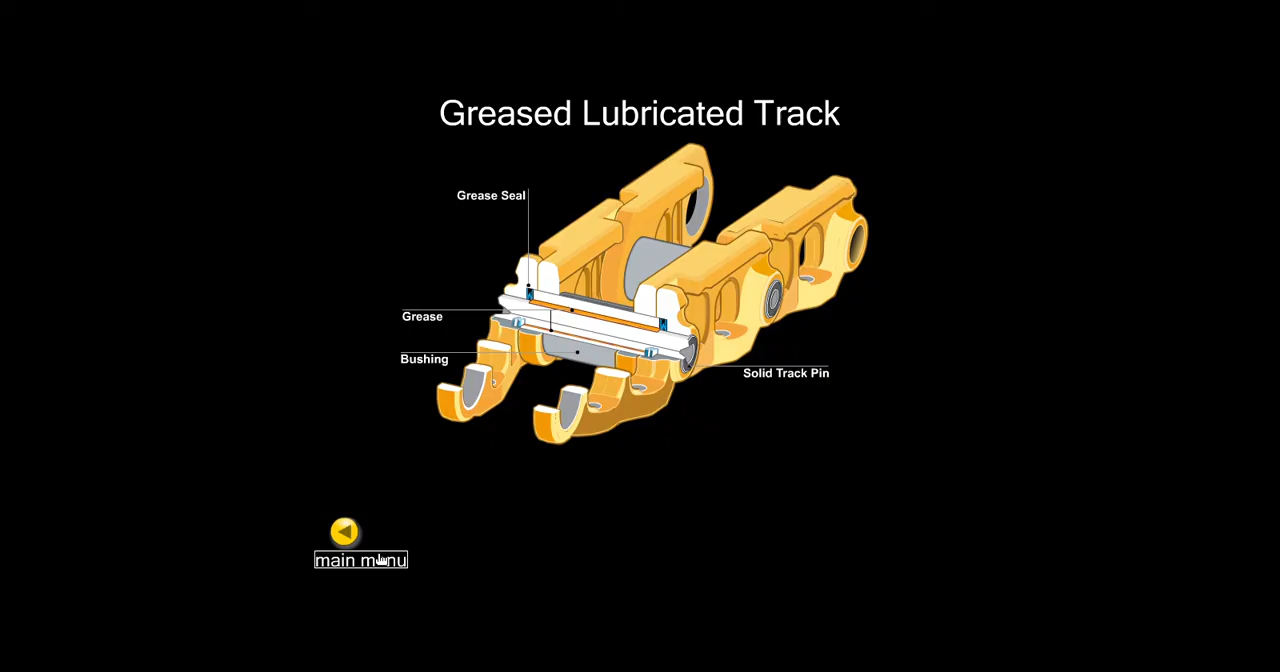 Greased Lubricated Track
Grease Seal
Grease
Bushing
Solid Track Pin
main menu